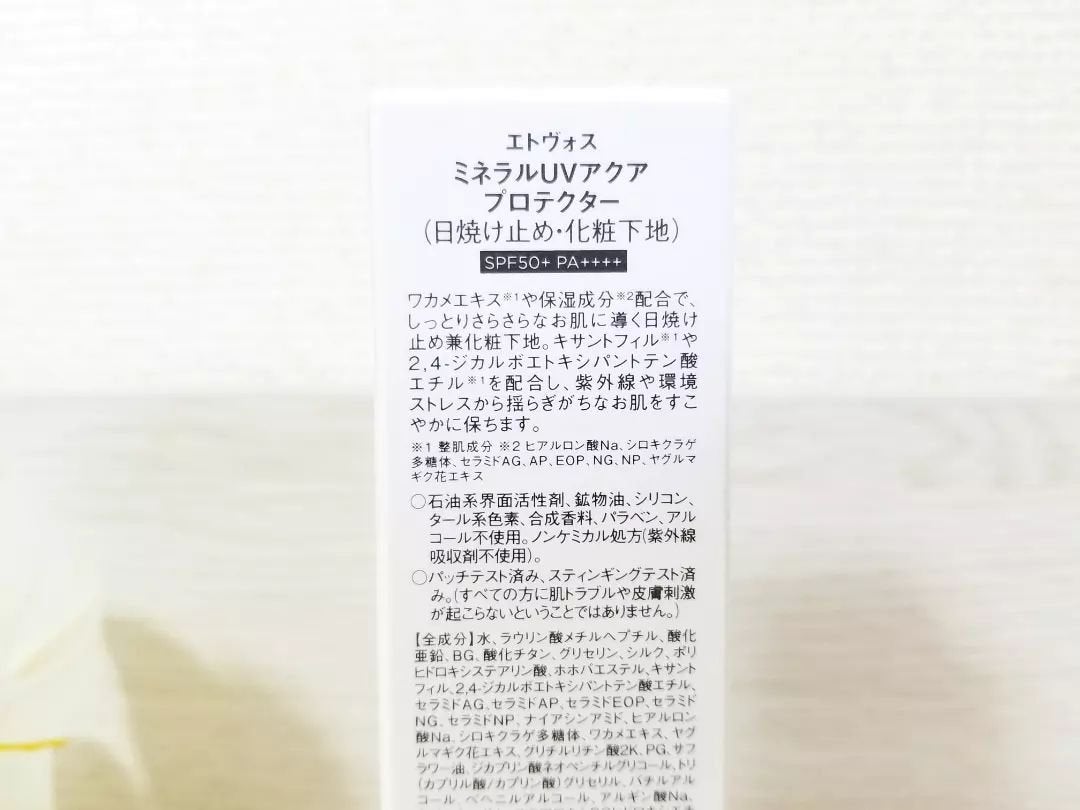 エトヴォス
ミネラルUVアクア
プロテクター
(日焼け止め・化粧下地)
SPF50+ PA++++
ワカメエキス※1や保湿成分※2配合で、
しっとりさらさらなお肌に導く日焼け
止め兼化粧下地。キサントフィル※1や
2,4-ジカルボエトキシパントテン酸
エチル※1を配合し、紫外線や環境
ストレスから揺らぎがちなお肌をすこ
やかに保ちます。
※1 整肌成分 ※2 ヒアルロン酸Na、シロキクラゲ
多糖体、セラミドAG、AP、EOP、NG、NP、ヤグルマ
ギク花エキス
○石油系界面活性剤、鉱物油、シリコン、
タール系色素、合成香料、パラベン、アル
コール不使用。ノンケミカル処方(紫外線
吸収剤不使用)。
○パッチテスト済み、スティンギングテスト済
み。(すべての方に肌トラブルや皮膚刺激
が起こらないということではありません。)
【全成分】水、ラウリン酸メチルヘプチル、酸化
亜鉛、BG、酸化チタン、グリセリン、シルク、ポリ
ヒドロキシステアリン酸、ホホバエステル、キサント
フィル、2,4-ジカルボエトキシパントテン酸エチル、
セラミドAG、セラミドAP、セラミドEOP、セラミド
NG、セラミドNP、ナイアシンアミド、ヒアルロン
酸Na、シロキクラゲ多糖体、ワカメエキス、ヤグ
ルマギク花エキス、グリチルリチン酸2K、PG、サフ
ラワー油、ジカプリン酸ネオペンチルグリコール、トリ
(カプリル酸/カプリン酸)グリセリル、バチルアル
コール、ベヘニルアルコール、アルギン酸Na、